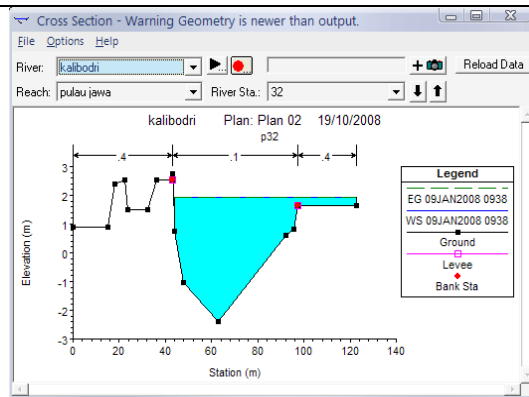 Cross Section - Warning Geometry is newer than output.
File Options Help
River: kalibodri Reload Data
Reach: pulau jawa River Sta.: 32
kalibodri Plan: Plan 02 19/10/2008
p32
.4 .1 .4
Legend
EG 09JAN2008 0938
WS 09JAN2008 0938
Ground
Levee
Bank Sta
Elevation (m)
3
2
1
0
-1
-2
-3
0 20 40 60 80 100 120 140
Station (m)